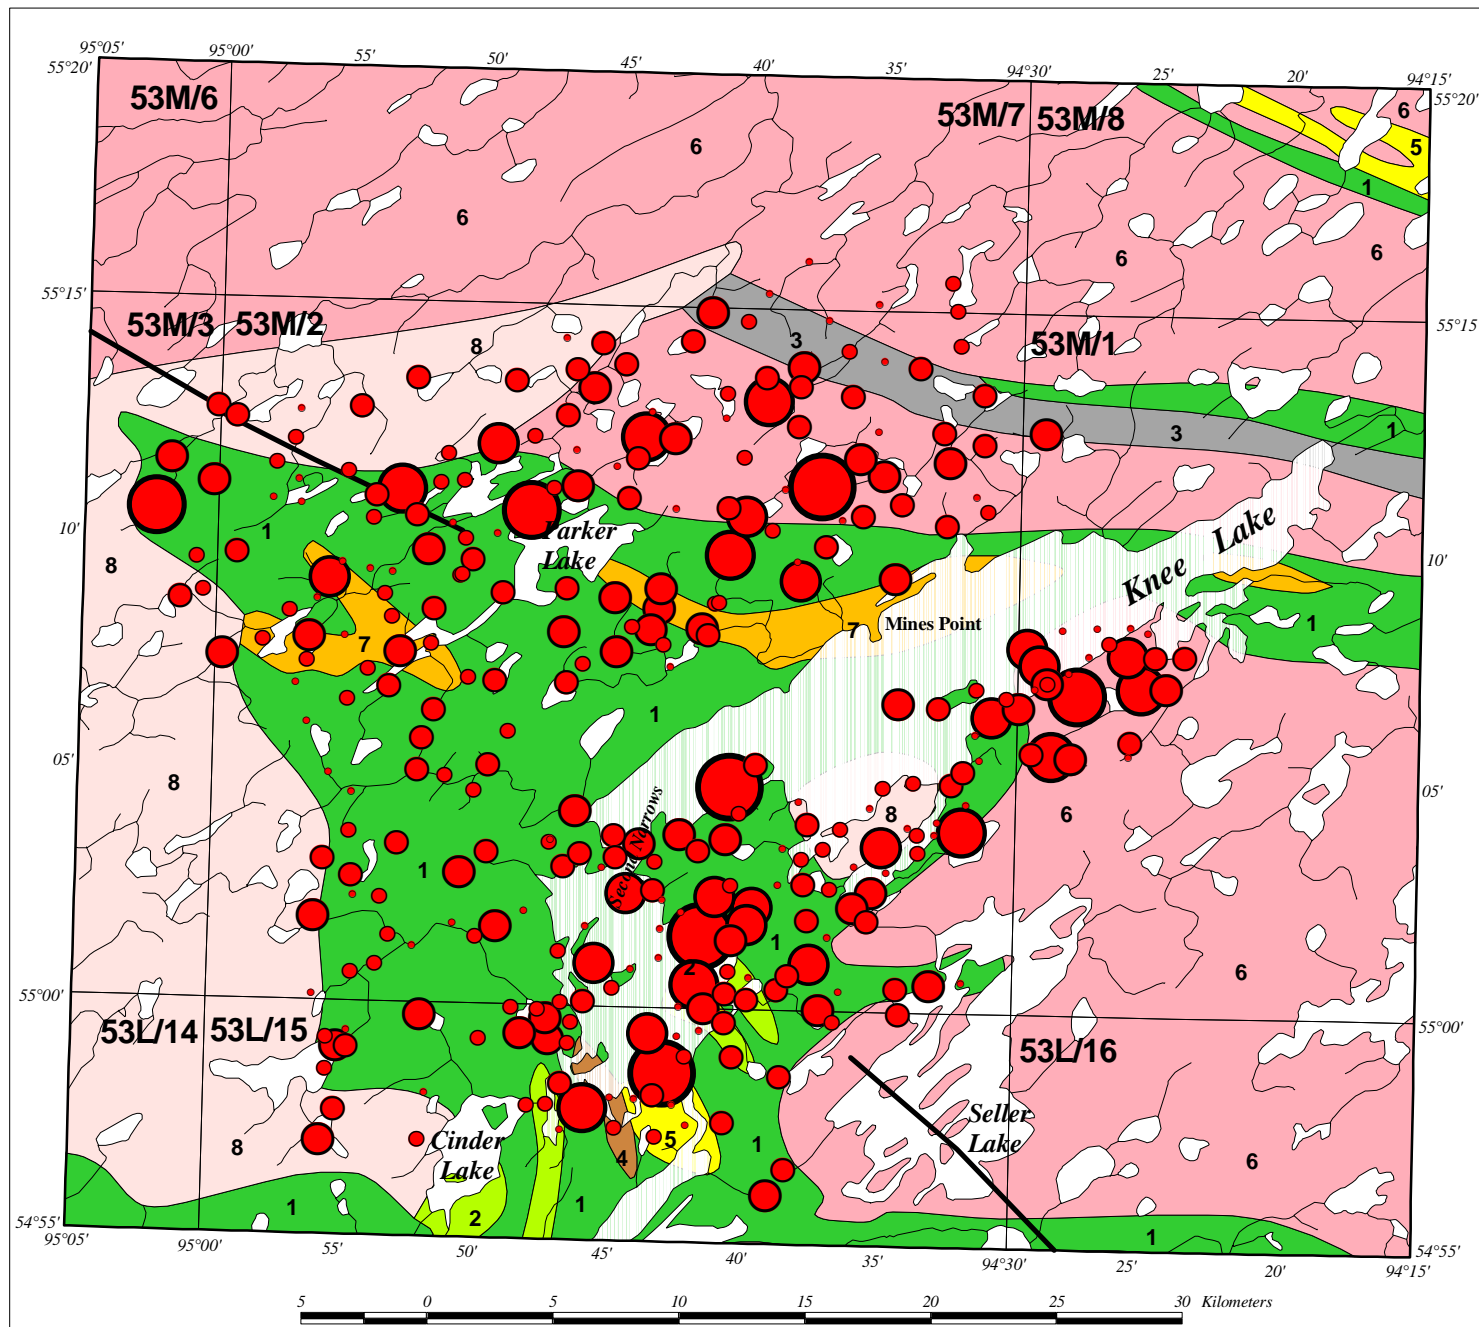 95°05' 95°00' 55' 50' 45' 40' 35' 94°30' 25' 20' 94°15'
55°20' 55°20'
53M/6 53M/7 53M/8
6 6 5
6 1
6 6 6
55°15' 55°15'
53M/3 53M/2 53M/1
8 3
3 1
10' 10'
1 Parker
Lake
Knee Lake
8
7 7 Mines Point 1
1
05' 05'
8 8 6
Second Narrows
1
1
2 6
55°00' 55°00'
53L/14 53L/15 53L/16
Cinder
Lake
Seller
Lake
8 4 5 1 6
1 2 1 1
54°55' 54°55'
95°05' 95°00' 55' 50' 45' 40' 35' 94°30' 25' 20' 94°15'
5 0 5 10 15 20 25 30 Kilometers